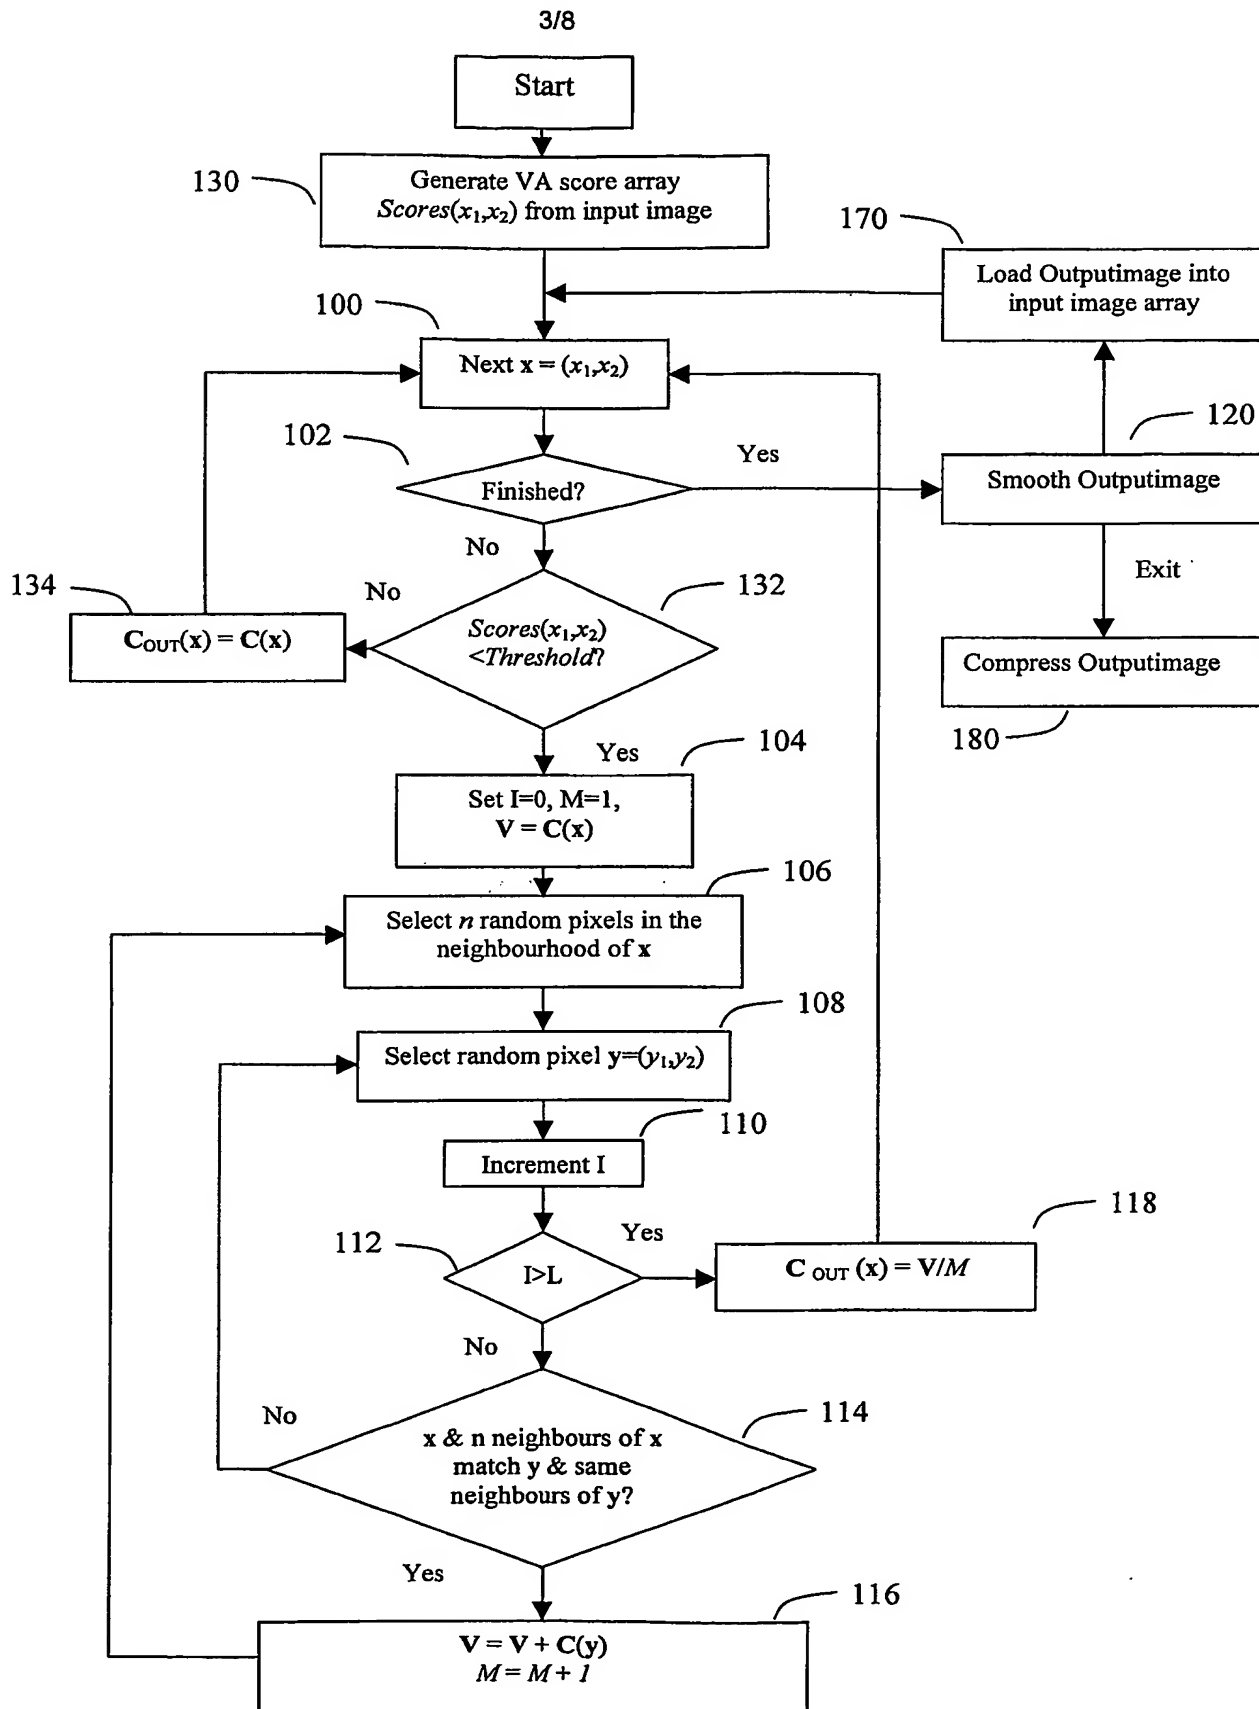 3/8
Start
130
Generate VA score array
Scores(x₁,x₂) from input image
170
Load Outputimage into
input image array
100
Next x = (x₁,x₂)
102
Finished?
Yes
120
Smooth Outputimage
No
Exit
134
C_OUT(x) = C(x)
No
132
Scores(x₁,x₂)
<Threshold?
Compress Outputimage
180
Yes
104
Set I=0, M=1,
V = C(x)
106
Select n random pixels in the
neighbourhood of x
108
Select random pixel y=(y₁,y₂)
110
Increment I
112
I>L
Yes
118
C OUT (x) = V/M
No
No
114
x & n neighbours of x
match y & same
neighbours of y?
Yes
116
V = V + C(y)
M = M + 1